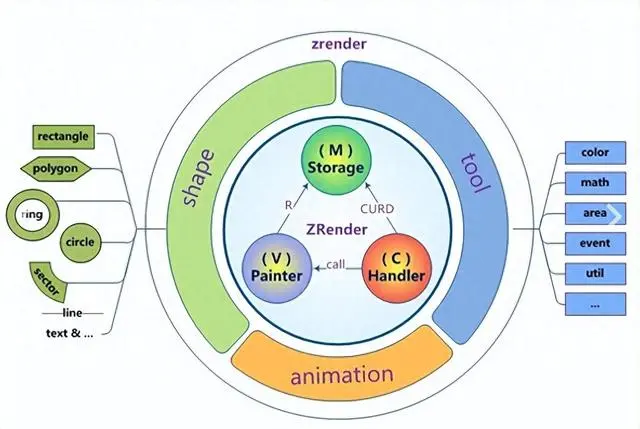 zrender
shape
tool
animation
(M)
Storage
R
CURD
ZRender
(V)
Painter
call
(C)
Handler
rectangle
polygon
ring
circle
sector
line
text & ...
color
math
area
event
util
...